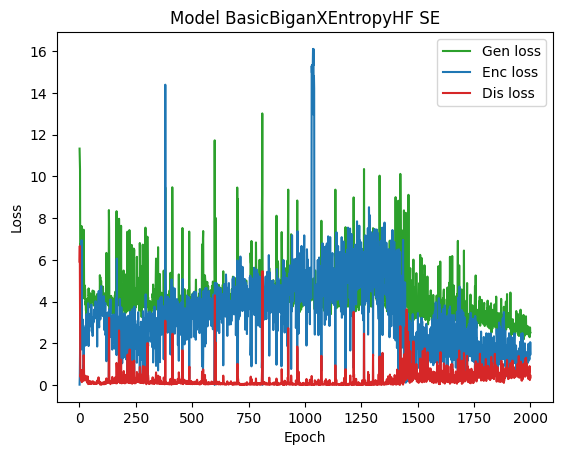 Model BasicBiganXEntropyHF SE
Gen loss
Enc loss
Dis loss
16
14
12
10
8
6
4
2
0
Loss
0 250 500 750 1000 1250 1500 1750 2000
Epoch